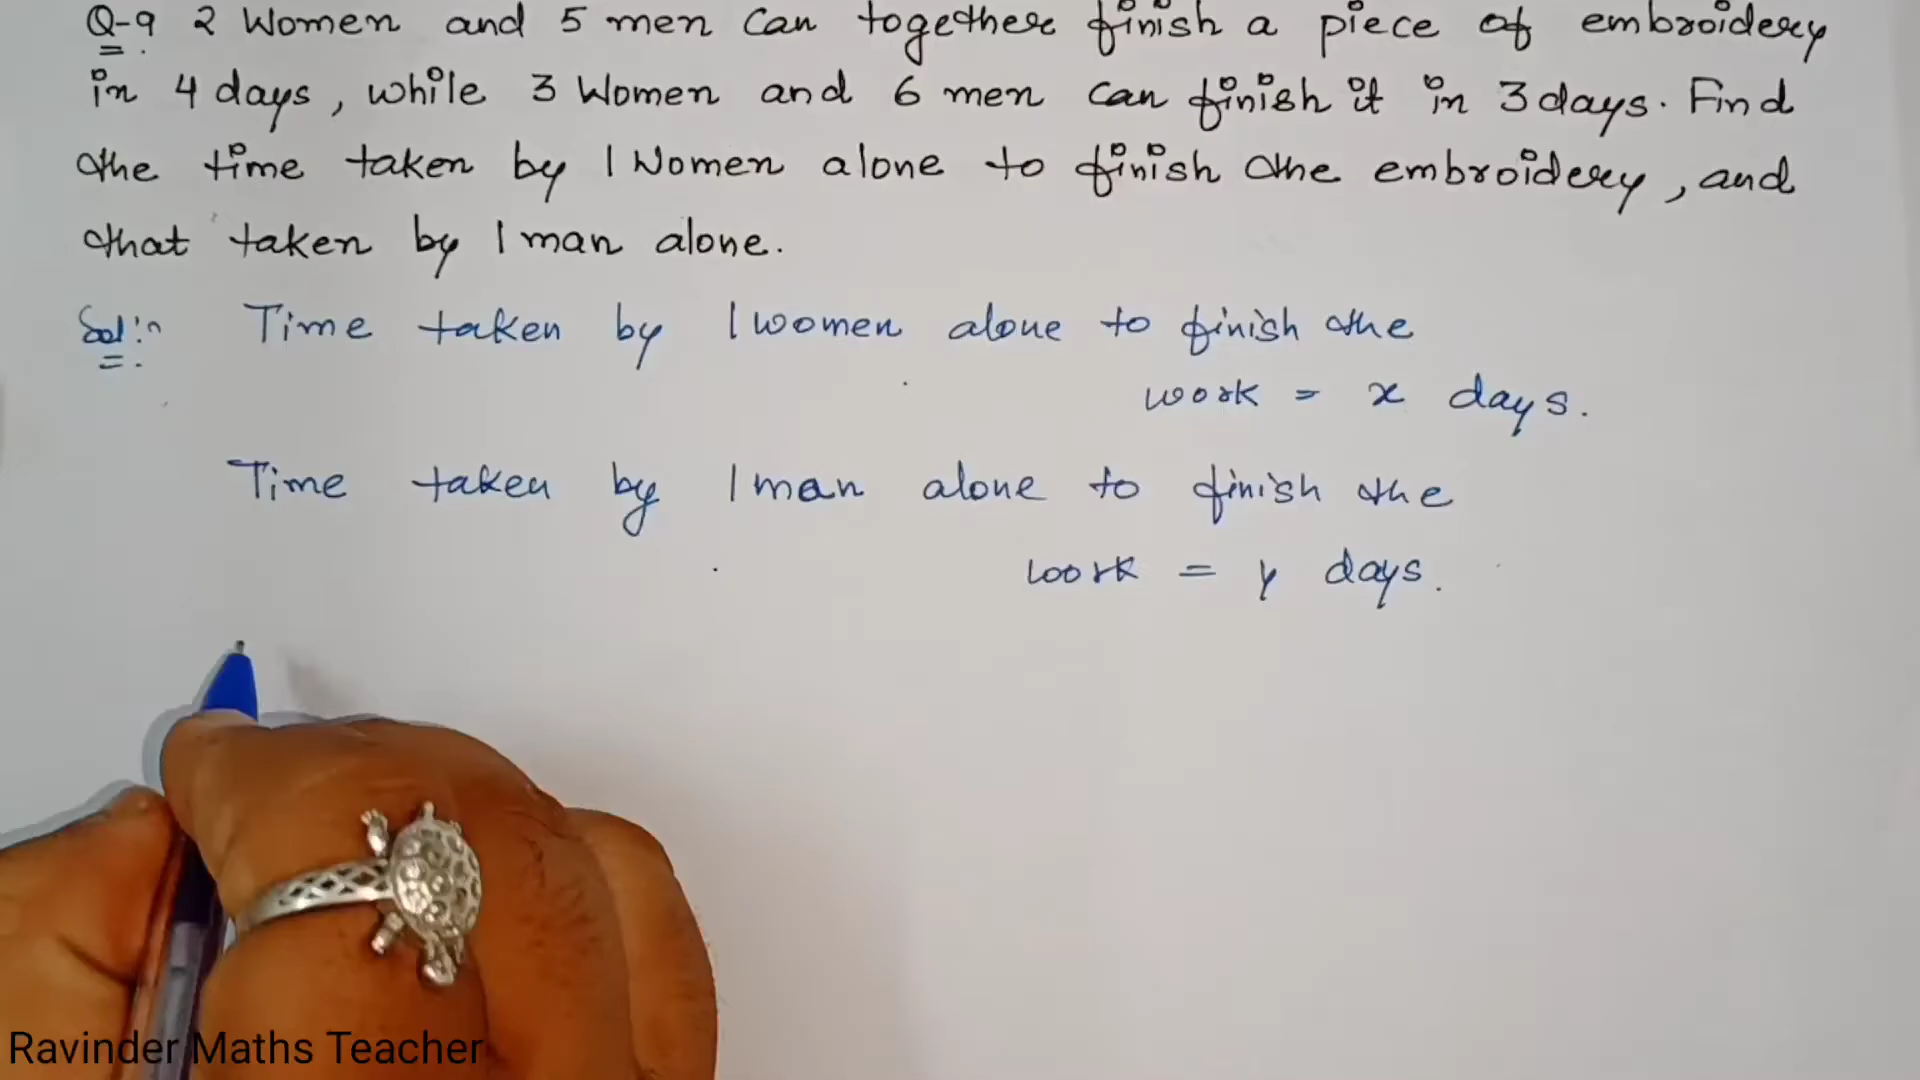 Q-9 2 Women and 5 men can together finish a piece of embroidery
in 4 days, while 3 Women and 6 men can finish it in 3 days. Find
the time taken by 1 Women alone to finish the embroidery, and
that taken by 1 man alone.
Sol:n Time taken by 1 women alone to finish the
work = x days.
Time taken by 1 man alone to finish the
work = y days.
Ravinder Maths Teacher